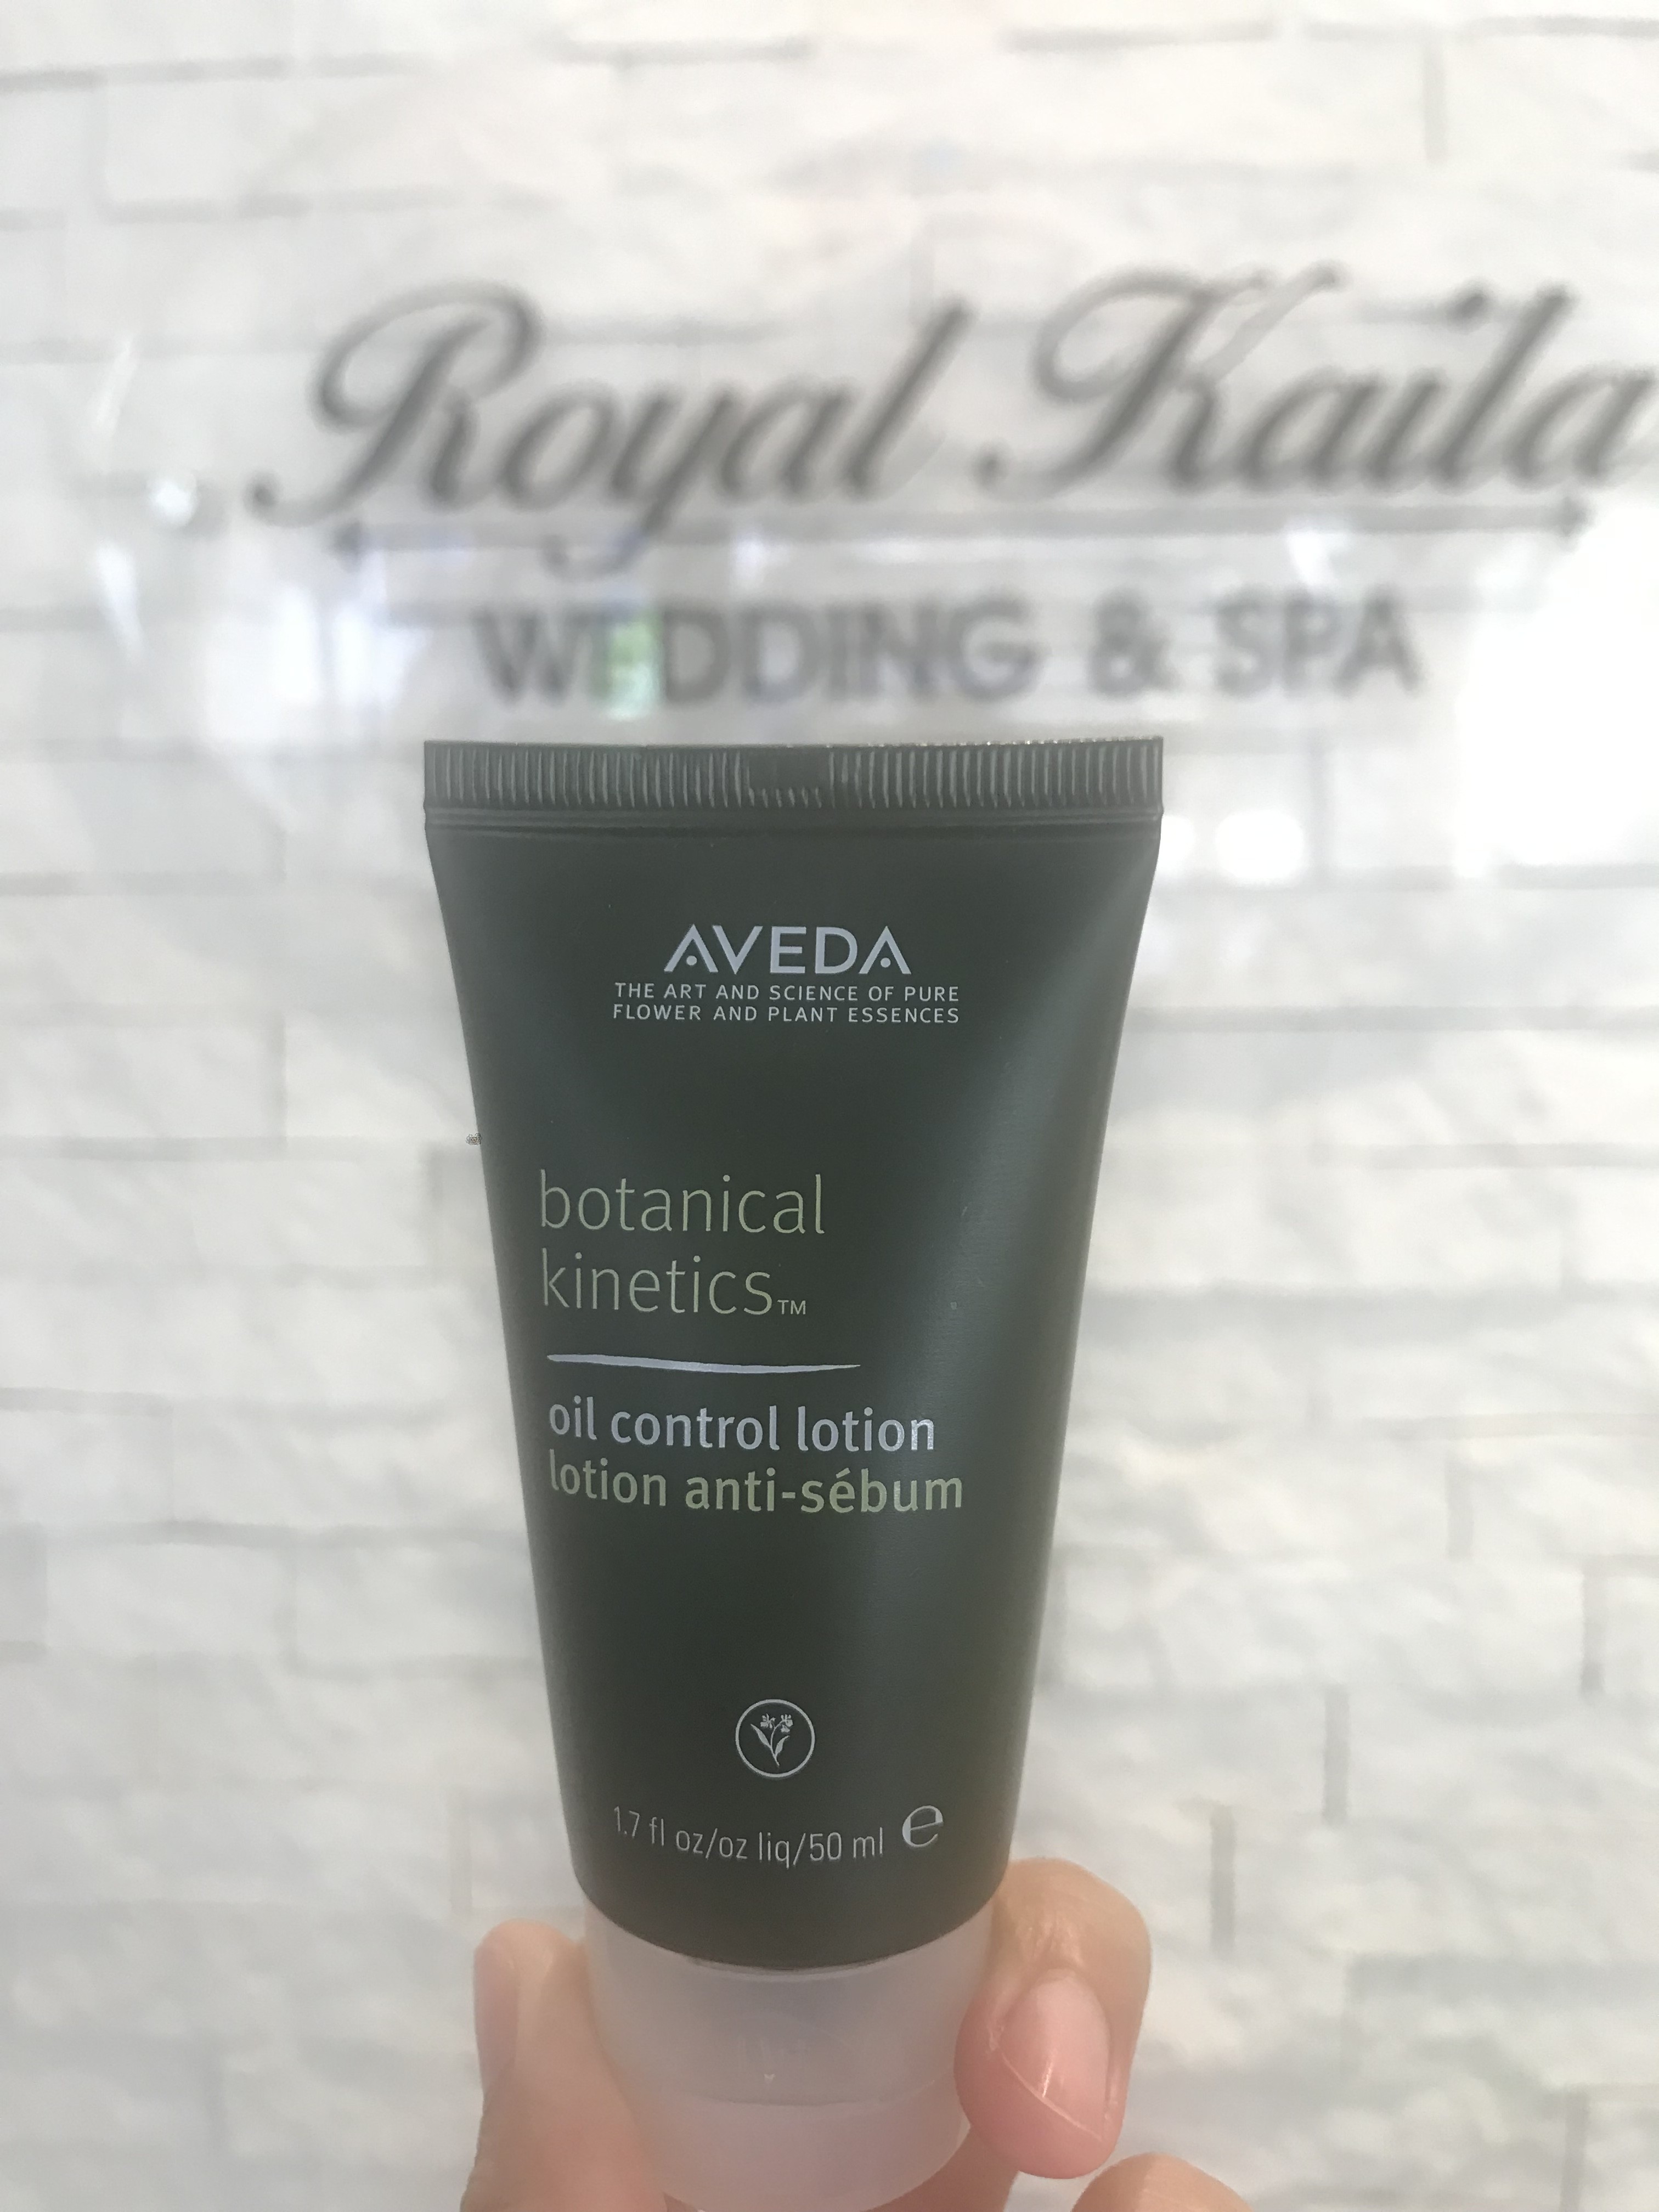 Royal Kaila
WEDDING & SPA
AVEDA
THE ART AND SCIENCE OF PURE
FLOWER AND PLANT ESSENCES
botanical
kinetics™
oil control lotion
lotion anti-sébum
1.7 fl oz/oz liq/50 ml ℮